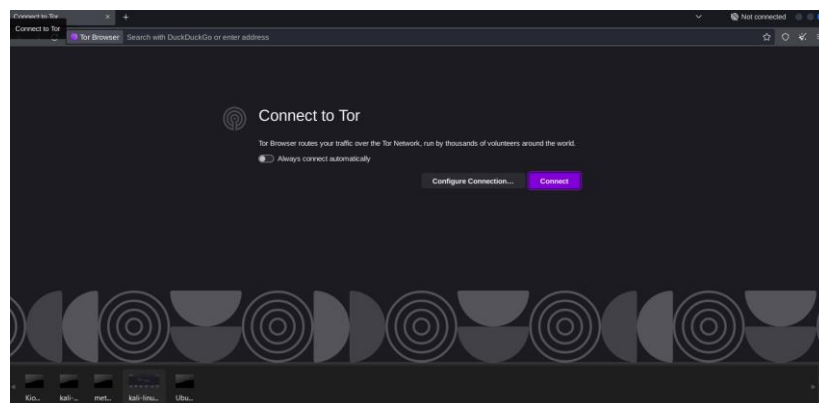 Connect to Tor
Not connected
Connect to Tor
Tor Browser Search with DuckDuckGo or enter address
Connect to Tor
Tor Browser routes your traffic over the Tor Network, run by thousands of volunteers around the world.
Always connect automatically
Configure Connection... Connect
Kio... kali-... met... kali-linu... Ubu...